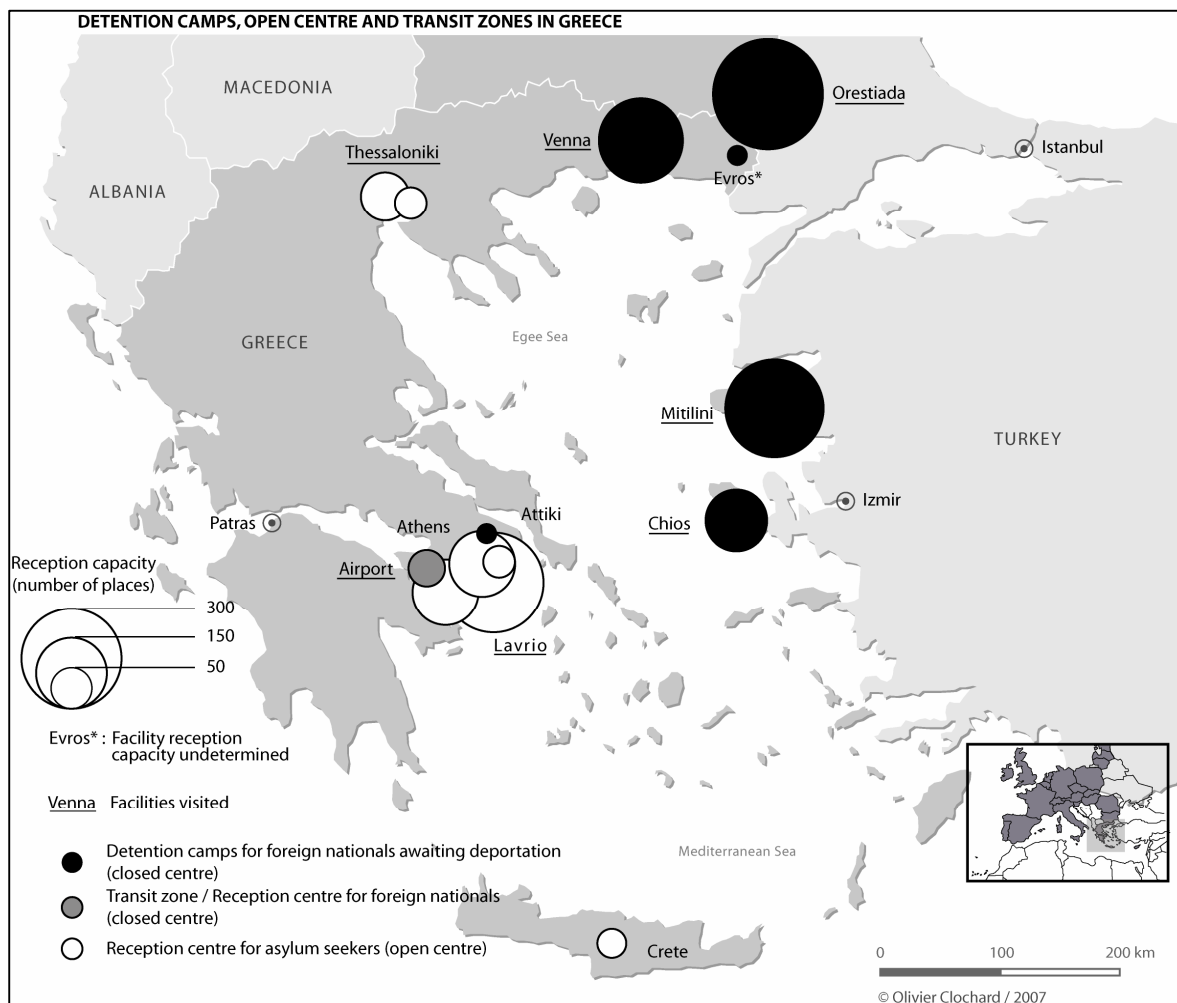 DETENTION CAMPS, OPEN CENTRE AND TRANSIT ZONES IN GREECE
MACEDONIA
Orestiada
Venna
Istanbul
Thessaloniki
Evros*
ALBANIA
Egee Sea
GREECE
Mitilini
TURKEY
Izmir
Patras
Athens
Attiki
Chios
Airport
Lavrio
Reception capacity
(number of places)
300
150
50
Evros* : Facility reception
capacity undetermined
Venna Facilities visited
Detention camps for foreign nationals awaiting deportation
(closed centre)
Transit zone / Reception centre for foreign nationals
(closed centre)
Reception centre for asylum seekers (open centre)
Mediterranean Sea
Crete
0 100 200 km
© Olivier Clochard / 2007